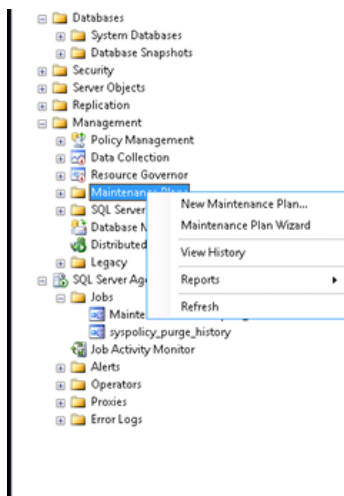 Databases
System Databases
Database Snapshots
Security
Server Objects
Replication
Management
Policy Management
Data Collection
Resource Governor
Maintenance Plans
New Maintenance Plan...
SQL Server
Maintenance Plan Wizard
Database
Distributed
View History
Legacy
SQL Server
Reports
Jobs
Mainte
Refresh
syspolicy_purge_history
Job Activity Monitor
Alerts
Operators
Proxies
Error Logs